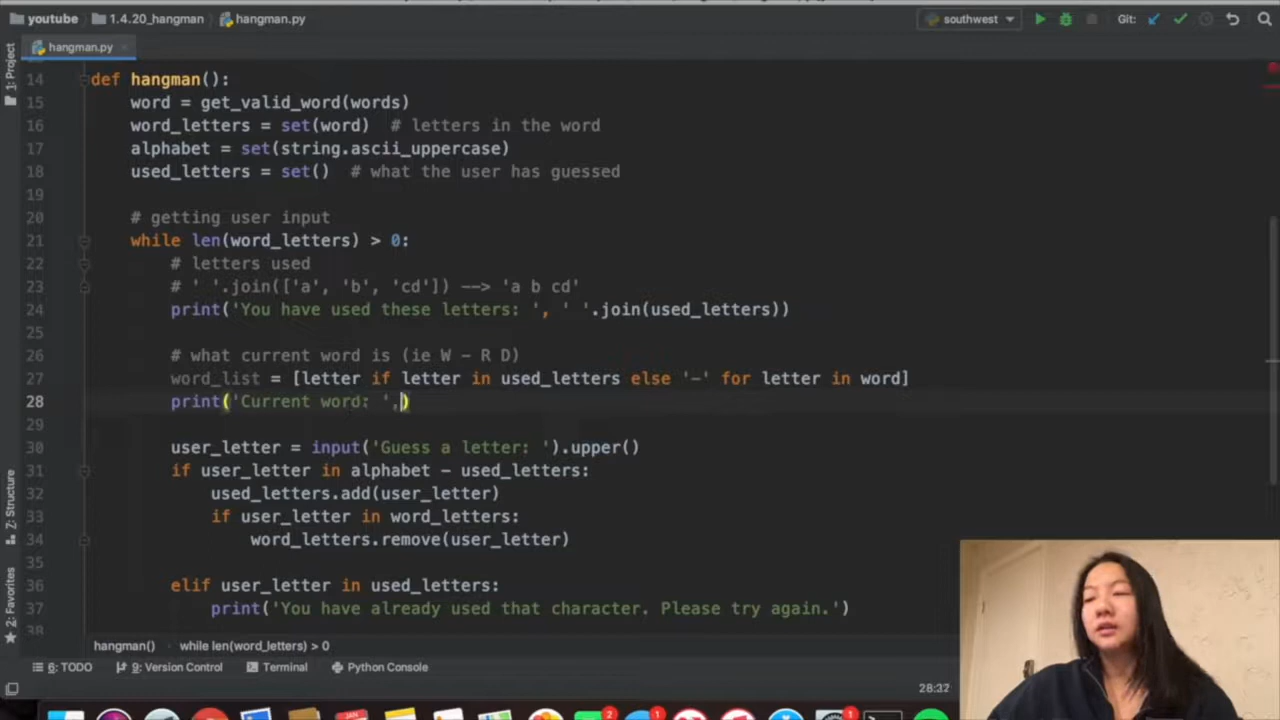 youtube 1.4.20_hangman hangman.py southwest Git:
hangman.py
1: Project
14 def hangman():
15 word = get_valid_word(words)
16 word_letters = set(word)  # letters in the word
17 alphabet = set(string.ascii_uppercase)
18 used_letters = set()  # what the user has guessed
19
20 # getting user input
21 while len(word_letters) > 0:
22 # letters used
23 # ' '.join(['a', 'b', 'cd']) --> 'a b cd'
24 print('You have used these letters: ', ' '.join(used_letters))
25
26 # what current word is (ie W - R D)
27 word_list = [letter if letter in used_letters else '-' for letter in word]
28 print('Current word: ',)
30 user_letter = input('Guess a letter: ').upper()
31 if user_letter in alphabet - used_letters:
32 used_letters.add(user_letter)
33 if user_letter in word_letters:
34 word_letters.remove(user_letter)
35
36 elif user_letter in used_letters:
37 print('You have already used that character. Please try again.')
38
Z: Structure
2: Favorites
hangman() while len(word_letters) > 0
6: TODO 9: Version Control Terminal Python Console
28:32
JAN 2 1 1